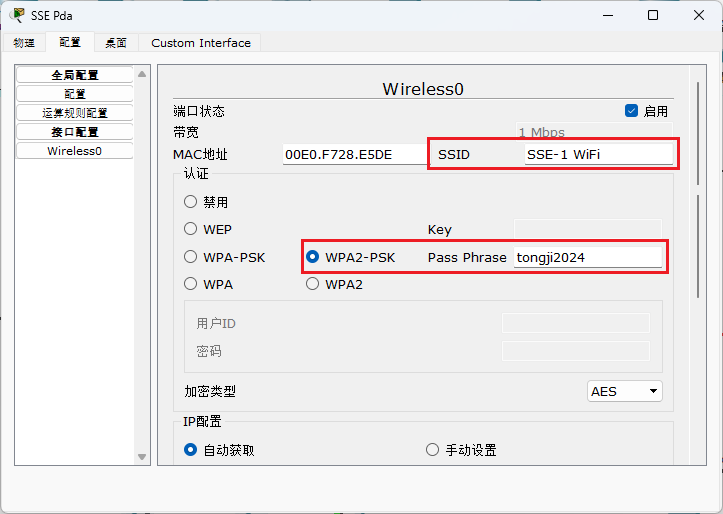 SSE Pda
物理 配置 桌面 Custom Interface
全局配置
配置
运算规则配置
接口配置
Wireless0
Wireless0
端口状态 启用
带宽 1 Mbps
MAC地址 00E0.F728.E5DE SSID SSE-1 WiFi
认证
禁用
WEP Key
WPA-PSK WPA2-PSK Pass Phrase tongji2024
WPA WPA2
用户ID
密码
加密类型 AES
IP配置
自动获取 手动设置